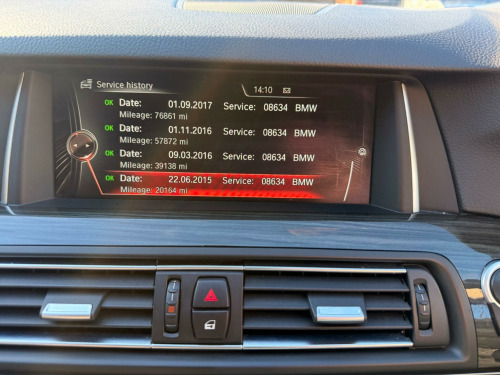 Service history
14:10
OK Date: 01.09.2017 Service: 08634 BMW
Mileage: 76861 mi
OK Date: 01.11.2016 Service: 08634 BMW
Mileage: 57872 mi
OK Date: 09.03.2016 Service: 08634 BMW
Mileage: 39138 mi
OK Date: 22.06.2015 Service: 08634 BMW
Mileage: 20164 mi